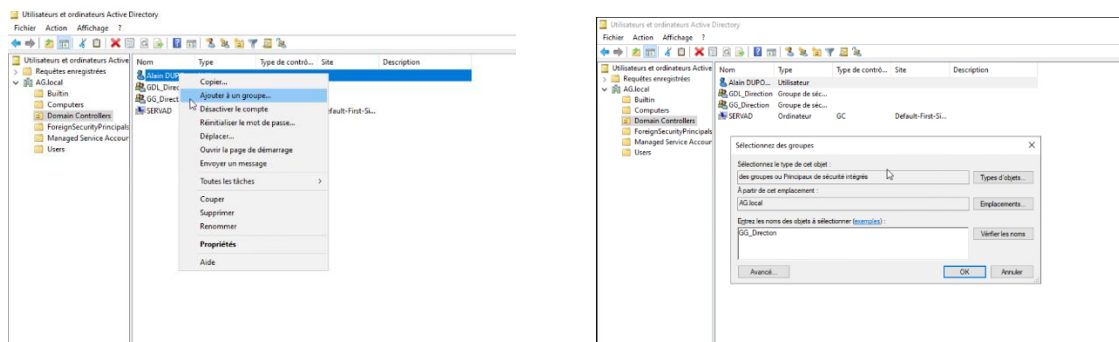 Utilisateurs et ordinateurs Active Directory
Fichier Action Affichage ?
Utilisateurs et ordinateurs Active
Requêtes enregistrées
AG.local
Builtin
Computers
Domain Controllers
ForeignSecurityPrincipals
Managed Service Accour
Users
Nom Type Type de contrô... Site Description
Alain DUPO
GDL_Direc
GG_Direct
SERVAD efault-First-Si...
Copier...
Ajouter à un groupe...
Désactiver le compte
Réinitialiser le mot de passe...
Déplacer...
Ouvrir la page de démarrage
Envoyer un message
Toutes les tâches
Couper
Supprimer
Renommer
Propriétés
Aide
Utilisateurs et ordinateurs Active Directory
Fichier Action Affichage ?
Utilisateurs et ordinateurs Active
Requêtes enregistrées
AG.local
Builtin
Computers
Domain Controllers
ForeignSecurityPrincipals
Managed Service Accour
Users
Nom Type Type de contrô... Site Description
Alain DUPO... Utilisateur
GDL_Direction Groupe de séc...
GG_Direction Groupe de séc...
SERVAD Ordinateur GC Default-First-Si...
Sélectionnez des groupes
Sélectionnez le type de cet objet :
des groupes ou Principaux de sécurité intégrés Types d'objets...
À partir de cet emplacement :
AG.local Emplacements...
Entrez les noms des objets à sélectionner (exemples) :
GG_Direction Vérifier les noms
Avancé... OK Annuler